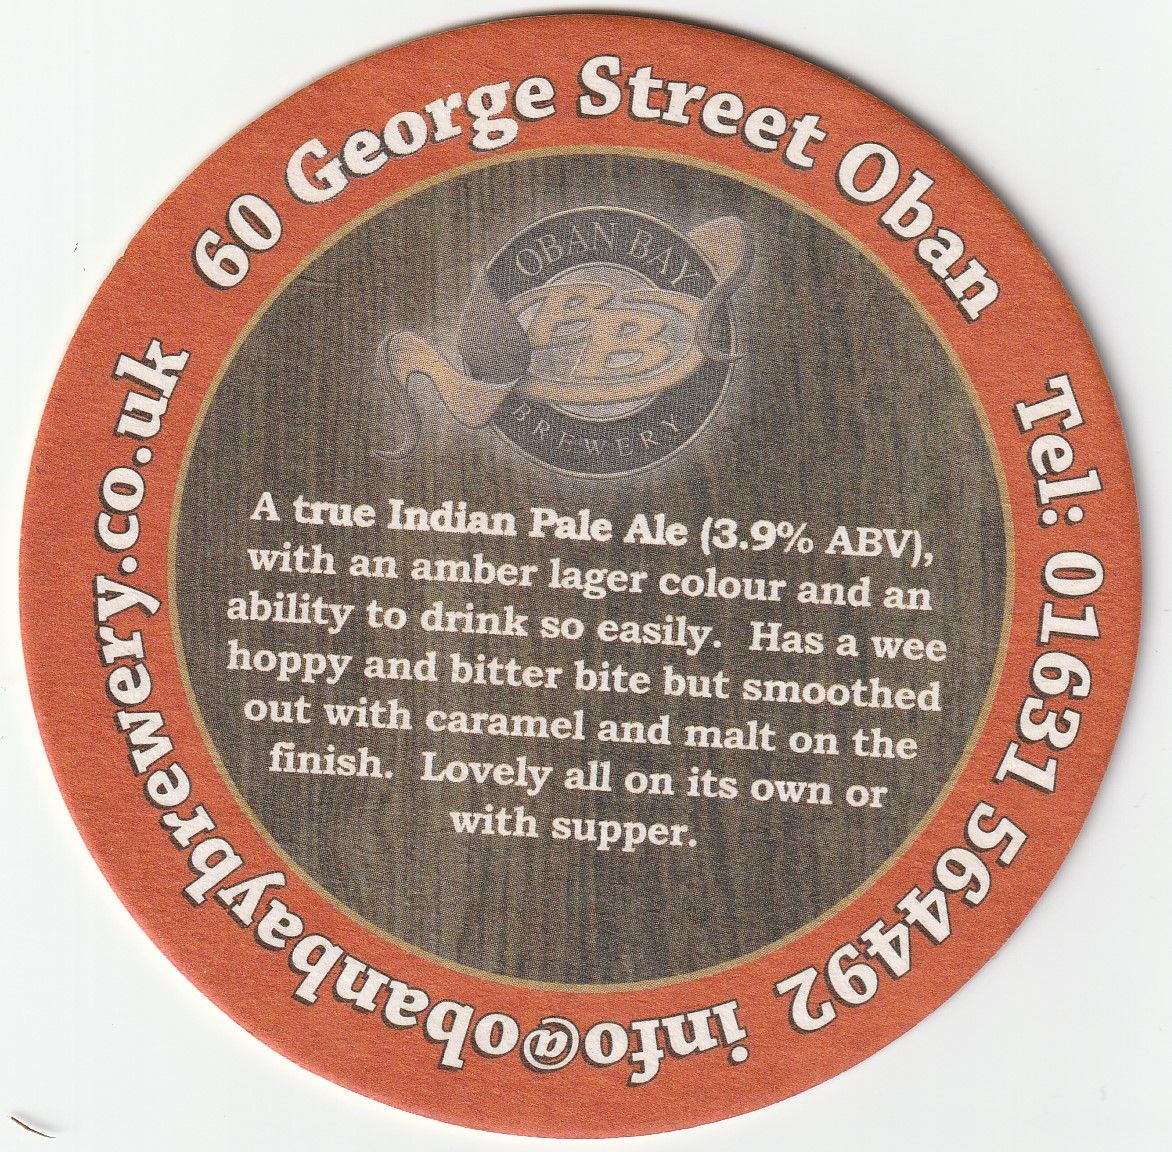 60 George Street Oban Tel: 01631 564492 info@obanbaybrewery.co.uk
OBAN BAY
BB
BREWERY
A true Indian Pale Ale (3.9% ABV),
with an amber lager colour and an
ability to drink so easily. Has a wee
hoppy and bitter bite but smoothed
out with caramel and malt on the
finish. Lovely all on its own or
with supper.